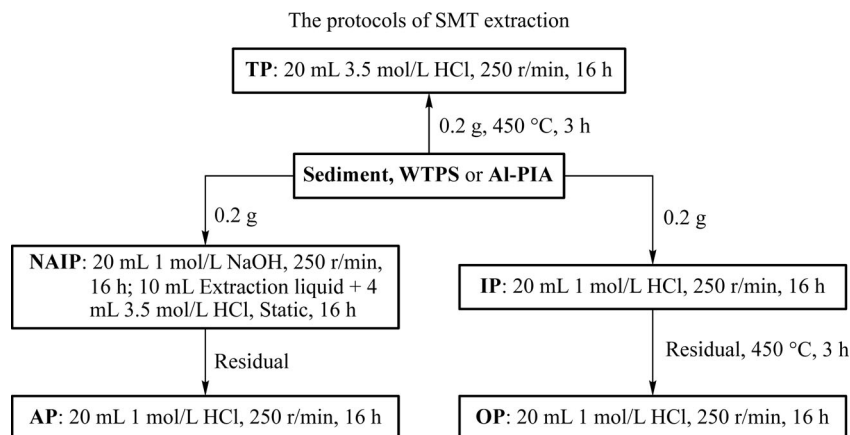 The protocols of SMT extraction
TP: 20 mL 3.5 mol/L HCl, 250 r/min, 16 h
0.2 g, 450 °C, 3 h
Sediment, WTPS or Al-PIA
0.2 g
0.2 g
NAIP: 20 mL 1 mol/L NaOH, 250 r/min,
16 h; 10 mL Extraction liquid + 4
mL 3.5 mol/L HCl, Static, 16 h
IP: 20 mL 1 mol/L HCl, 250 r/min, 16 h
Residual
Residual, 450 °C, 3 h
AP: 20 mL 1 mol/L HCl, 250 r/min, 16 h
OP: 20 mL 1 mol/L HCl, 250 r/min, 16 h